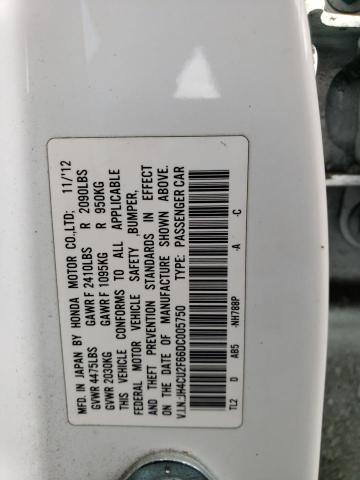 MFD. IN JAPAN BY HONDA MOTOR CO.,LTD: 11/12
GVWR 4475LBS GAWR F 2410LBS R 2090LBS
GVWR 2030KG GAWR F 1095KG R 950KG
THIS VEHICLE CONFORMS TO ALL APPLICABLE
FEDERAL MOTOR VEHICLE SAFETY ,BUMPER,
AND THEFT PREVENTION STANDARDS IN EFFECT
ON THE DATE OF MANUFACTURE SHOWN ABOVE.
V.I.N.:JH4CU2F66DC005750 TYPE: PASSENGER CAR
TL2 D AB5 -NH788P -A -C